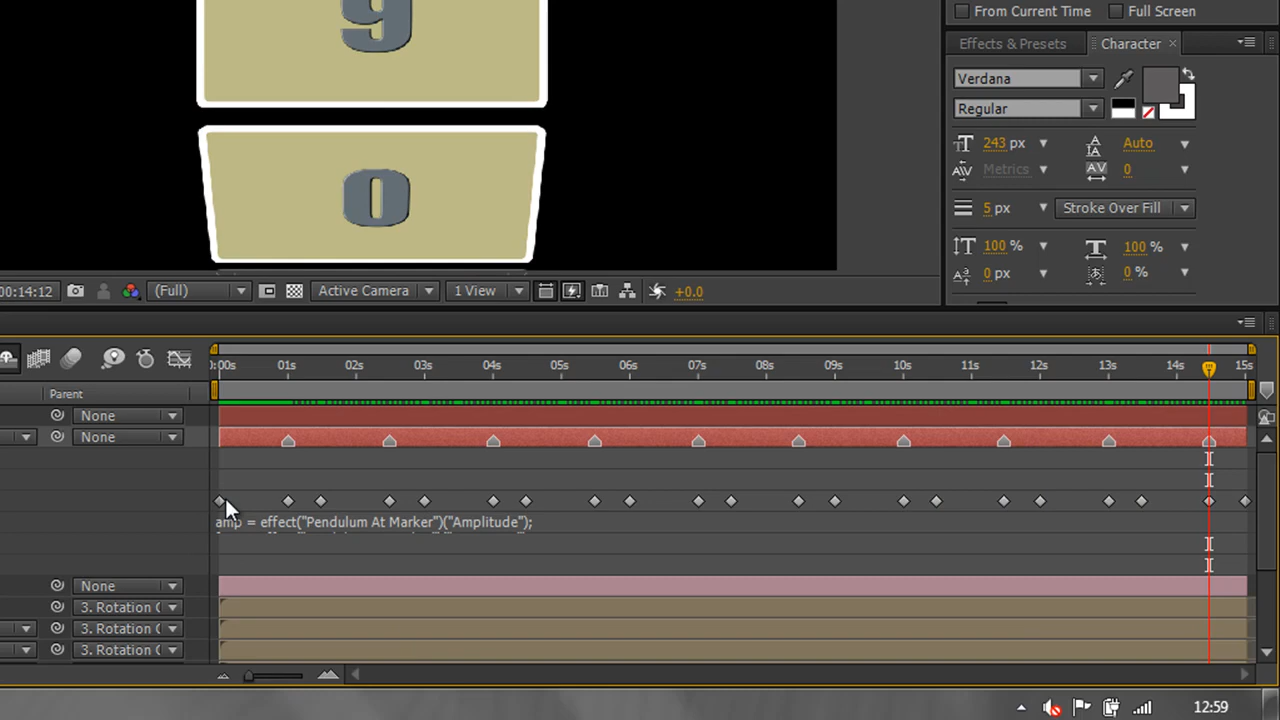 9
0
From Current Time
Full Screen
Effects & Presets
Character
Verdana
Regular
243 px
Auto
Metrics
0
5 px
Stroke Over Fill
100 %
100 %
0 px
0 %
00:14:12
(Full)
Active Camera
1 View
+0.0
0:00s 01s 02s 03s 04s 05s 06s 07s 08s 09s 10s 11s 12s 13s 14s 15s
Parent
None
None
amp = effect("Pendulum At Marker")("Amplitude");
None
3. Rotation C
3. Rotation C
3. Rotation C
12:59